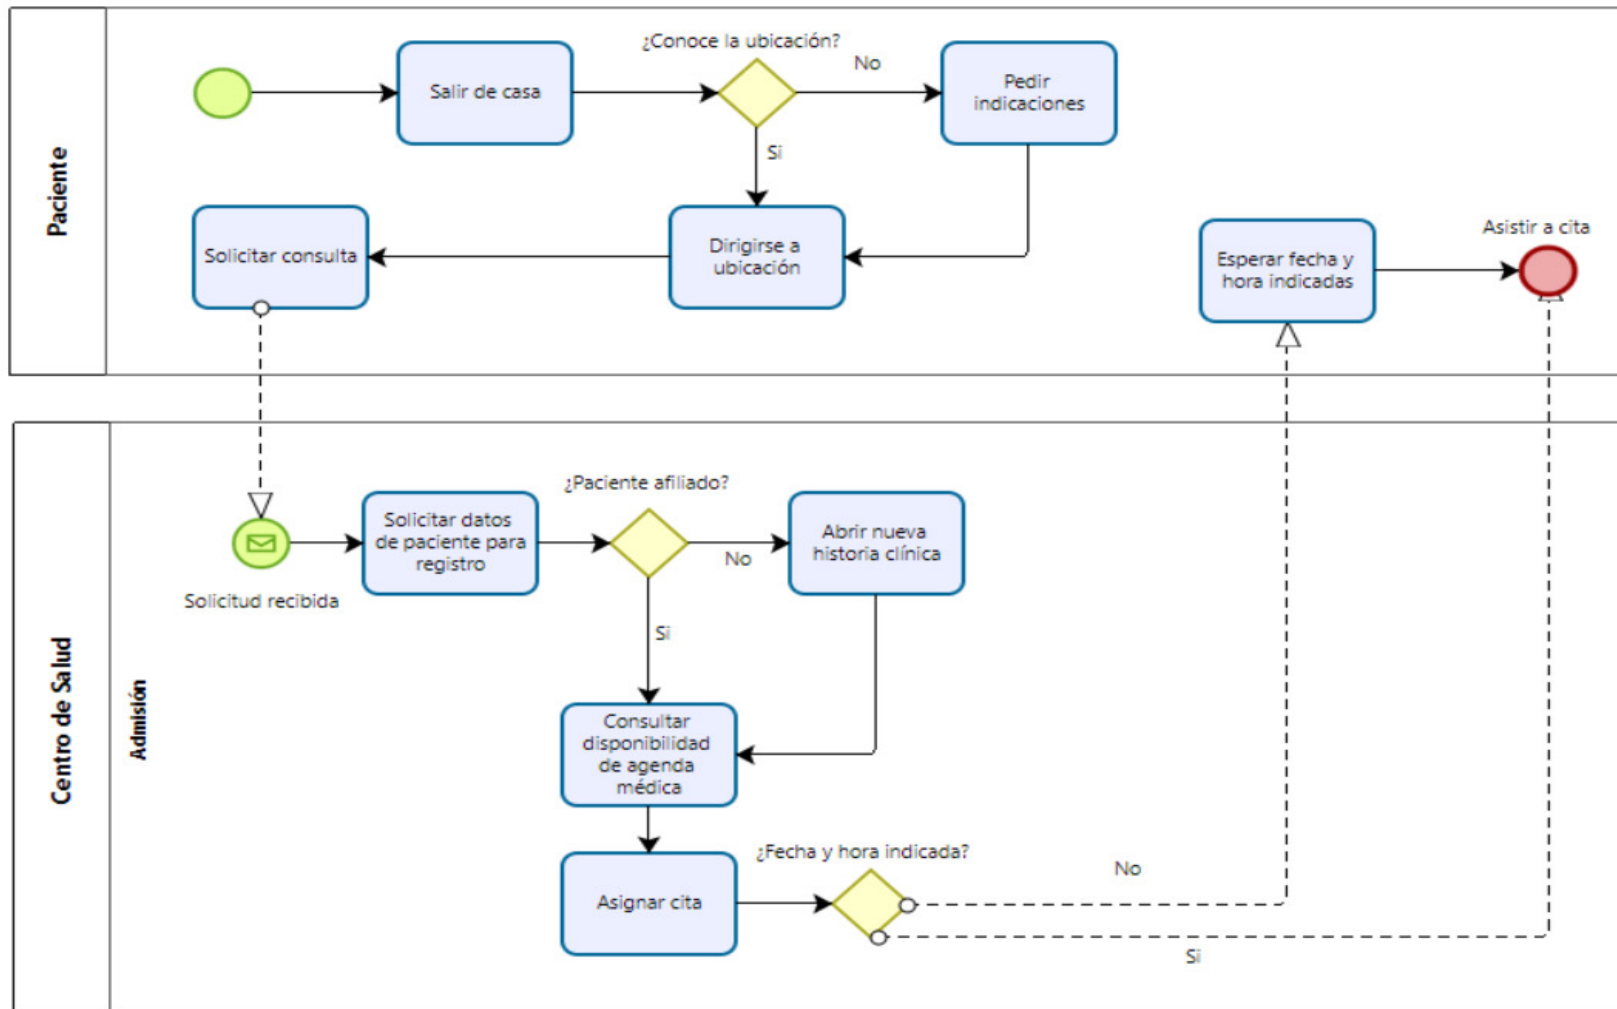 Paciente
¿Conoce la ubicación?
Salir de casa
No
Pedir
indicaciones
Si
Solicitar consulta
Dirigirse a
ubicación
Esperar fecha y
hora indicadas
Asistir a cita
Centro de Salud
Admisión
Solicitud recibida
Solicitar datos
de paciente para
registro
¿Paciente afiliado?
No
Abrir nueva
historia clínica
Si
Consultar
disponibilidad
de agenda
médica
Asignar cita
¿Fecha y hora indicada?
No
Si